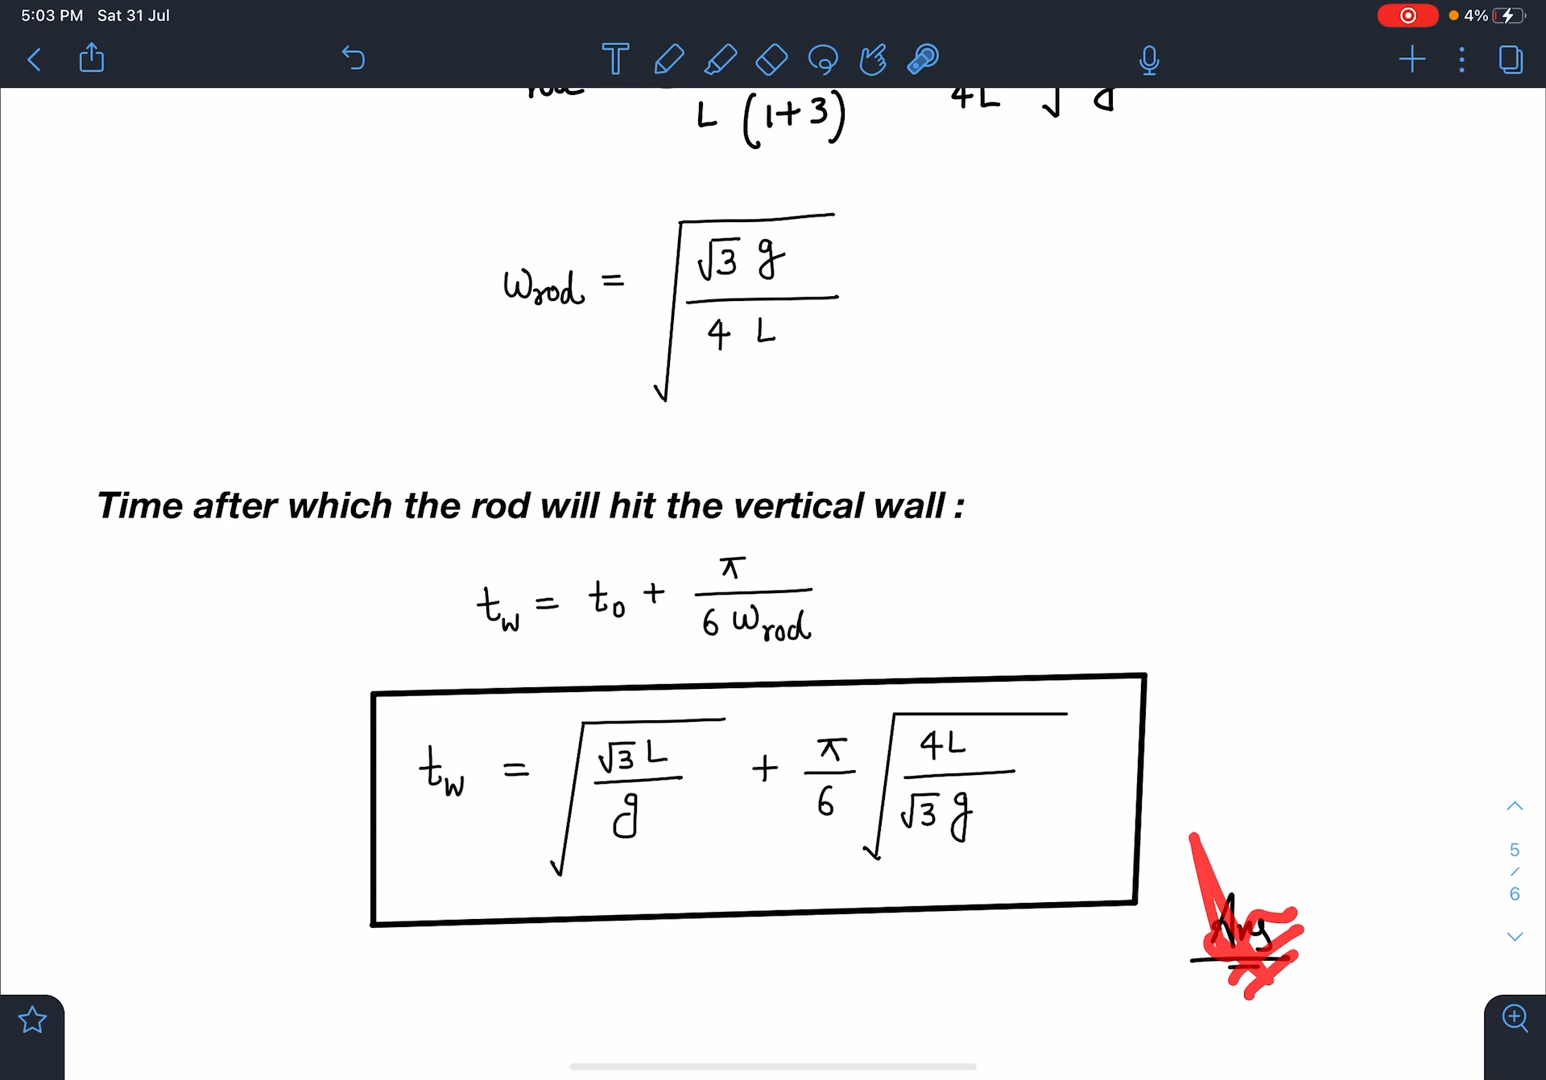 5:03 PM Sat 31 Jul 4%
T
L (1+3) 4L √ g
ω_rod = √(√3 g / 4 L)
Time after which the rod will hit the vertical wall :
t_w = t_0 + π / 6 ω_rod
t_w = √(√3 L / g) + π/6 √(4L / √3 g)
Ans
5
/
6